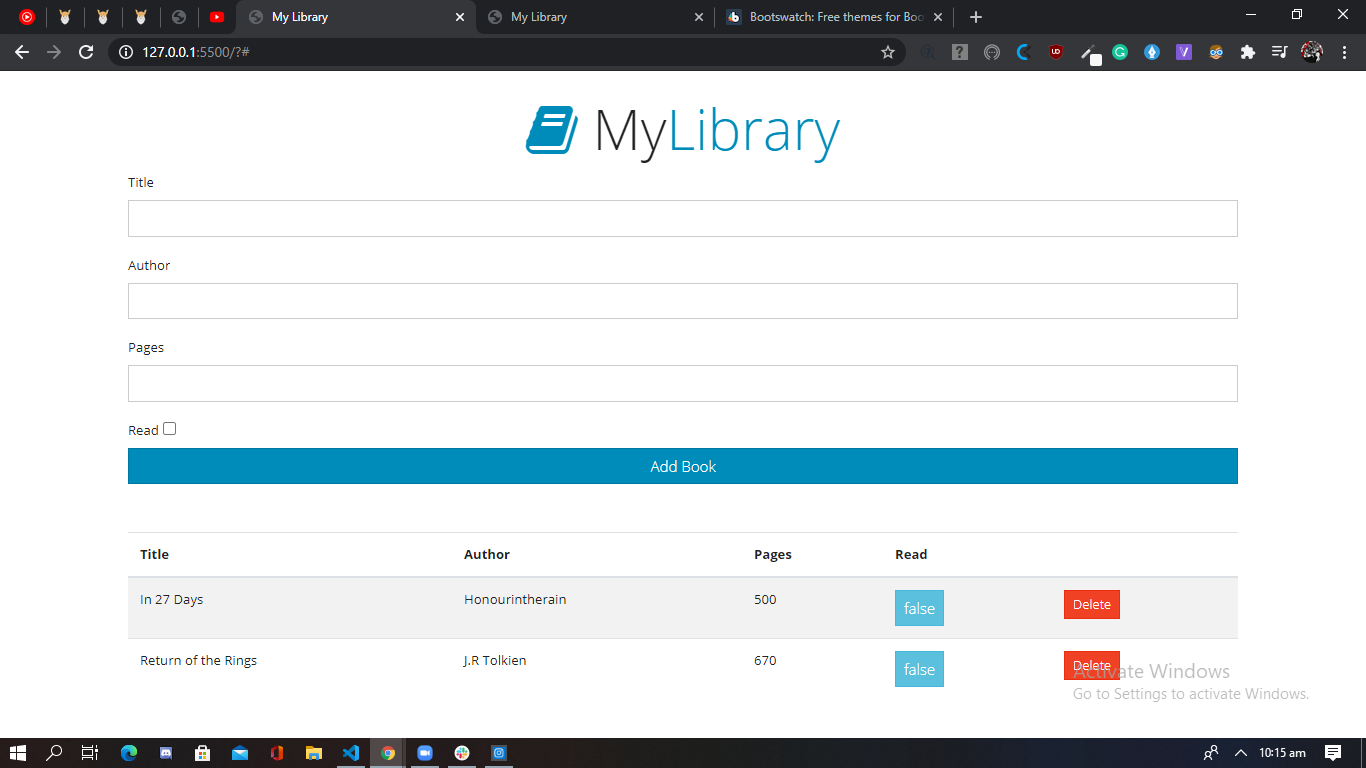 My Library
My Library
Bootswatch: Free themes for Boo
127.0.0.1:5500/?#
MyLibrary
Title
Author
Pages
Read
Add Book
Title Author Pages Read
In 27 Days Honourintherain 500 false Delete
Return of the Rings J.R Tolkien 670 false Delete
Activate Windows
Go to Settings to activate Windows.
10:15 am